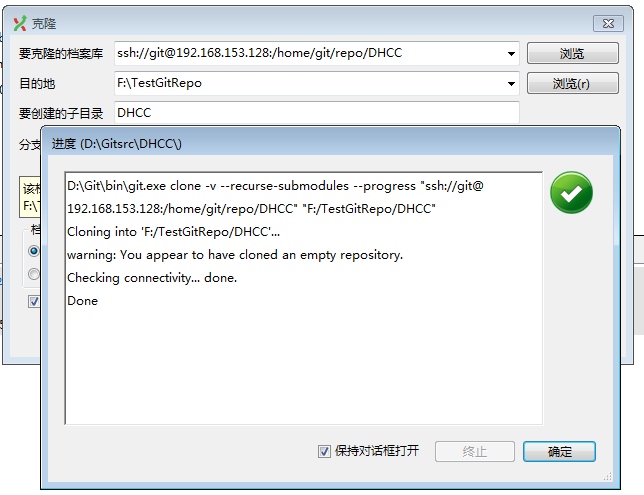 克隆
要克隆的档案库 ssh://git@192.168.153.128:/home/git/repo/DHCC 浏览
目的地 F:\TestGitRepo 浏览(r)
要创建的子目录 DHCC
分支
进度 (D:\Gitsrc\DHCC\)
该档
F:\T
档
D:\Git\bin\git.exe clone -v --recurse-submodules --progress "ssh://git@
192.168.153.128:/home/git/repo/DHCC" "F:/TestGitRepo/DHCC"
Cloning into 'F:/TestGitRepo/DHCC'...
warning: You appear to have cloned an empty repository.
Checking connectivity... done.
Done
保持对话框打开 终止 确定